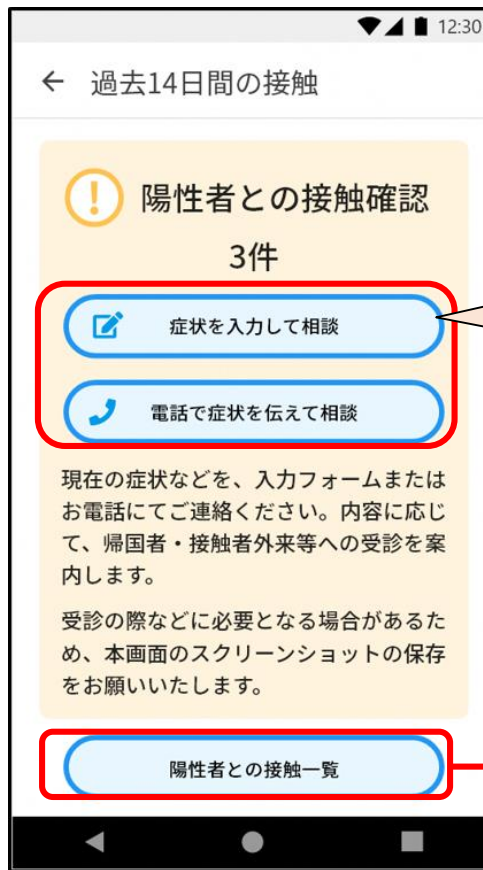 12:30
← 過去14日間の接触
陽性者との接触確認
3件
症状を入力して相談
電話で症状を伝えて相談
現在の症状などを、入力フォームまたは
お電話にてご連絡ください。内容に応じ
て、帰国者・接触者外来等への受診を案
内します。
受診の際などに必要となる場合があるた
め、本画面のスクリーンショットの保存
をお願いいたします。
陽性者との接触一覧